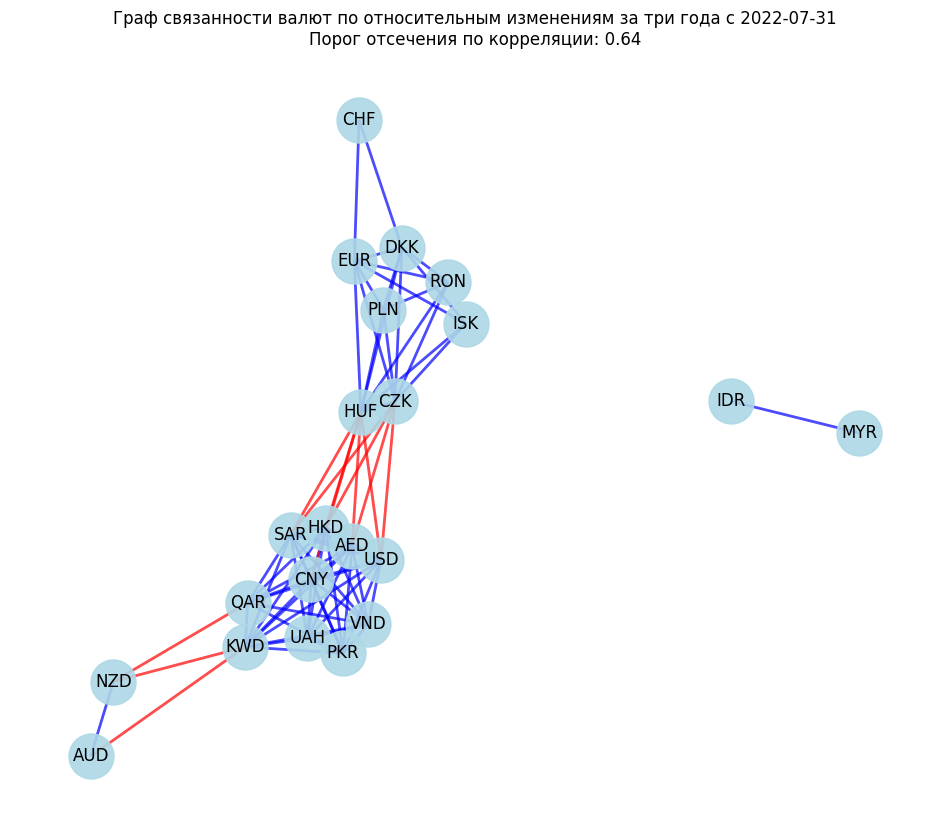 Граф связанности валют по относительным изменениям за три года с 2022-07-31
Порог отсечения по корреляции: 0.64
CHF
DKK
EUR
RON
PLN
ISK
CZK
HUF
IDR
MYR
HKD
SAR
AED
USD
CNY
QAR
VND
UAH
KWD
PKR
NZD
AUD